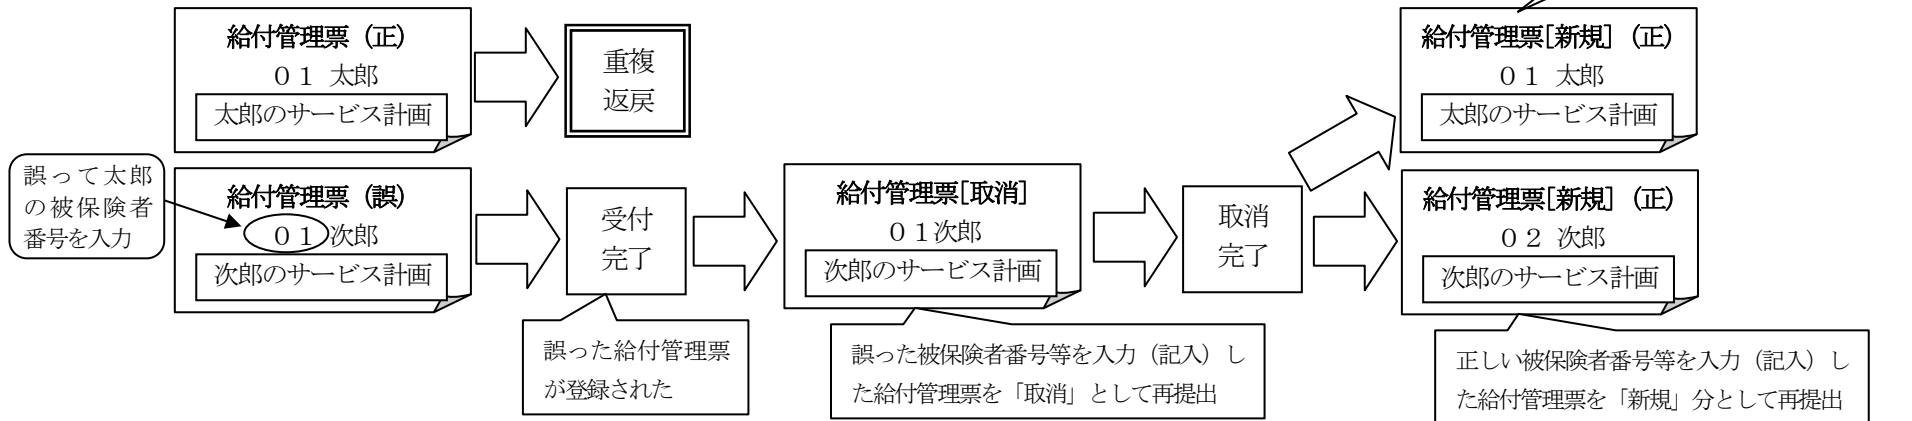 給付管理票（正）
０１ 太郎
太郎のサービス計画
重複
返戻
給付管理票[新規]（正）
０１ 太郎
太郎のサービス計画
誤って太郎
の被保険者
番号を入力
給付管理票（誤）
０１次郎
次郎のサービス計画
受付
完了
給付管理票[取消]
０１次郎
次郎のサービス計画
取消
完了
給付管理票[新規]（正）
０２ 次郎
次郎のサービス計画
誤った給付管理票
が登録された
誤った被保険者番号等を入力（記入）し
た給付管理票を「取消」として再提出
正しい被保険者番号等を入力（記入）し
た給付管理票を「新規」分として再提出